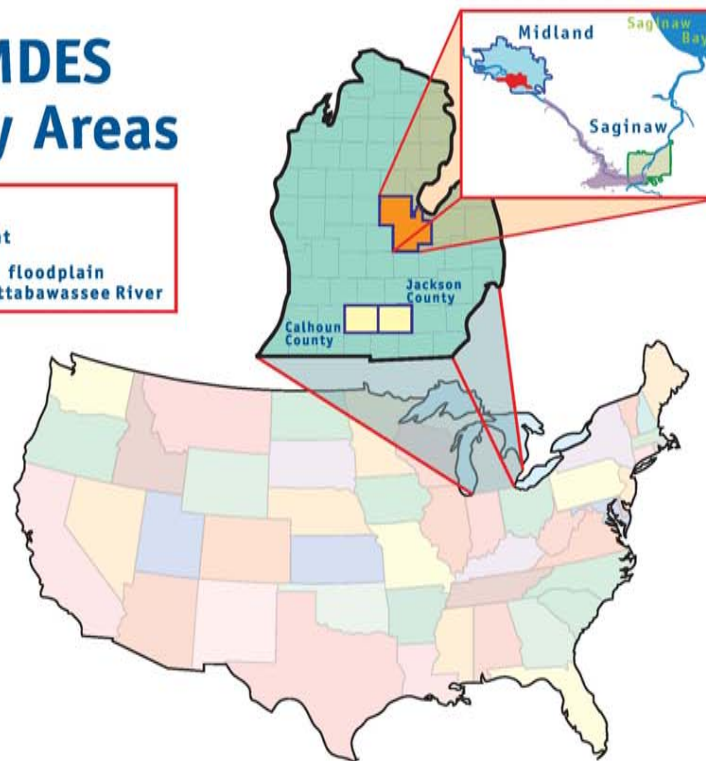 MDES
y Areas
t
floodplain
ttabawassee River
Midland
Saginaw
Bay
Saginaw
Jackson
County
Calhoun
County